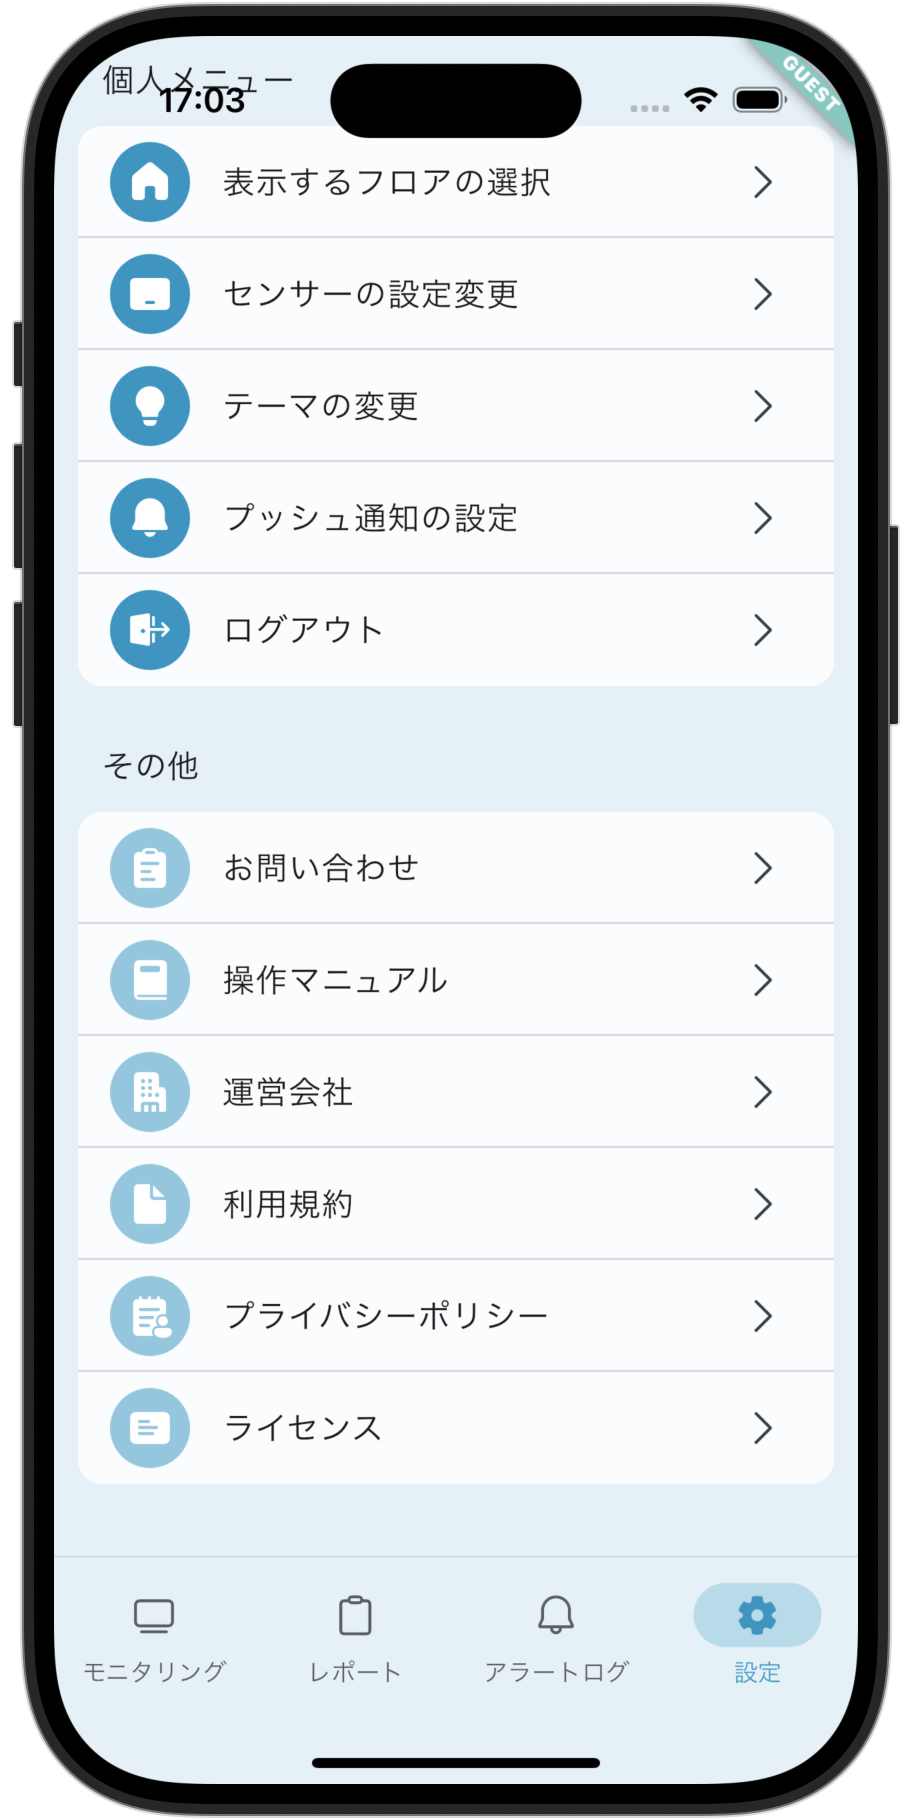 個人メニュー
17:03
GUEST
表示するフロアの選択
センサーの設定変更
テーマの変更
プッシュ通知の設定
ログアウト
その他
お問い合わせ
操作マニュアル
運営会社
利用規約
プライバシーポリシー
ライセンス
モニタリング
レポート
アラートログ
設定